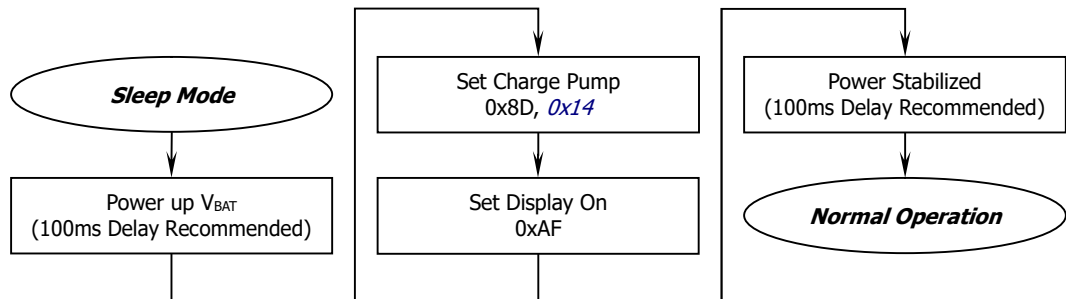 Sleep Mode
Power up VBAT
(100ms Delay Recommended)
Set Charge Pump
0x8D, 0x14
Set Display On
0xAF
Power Stabilized
(100ms Delay Recommended)
Normal Operation